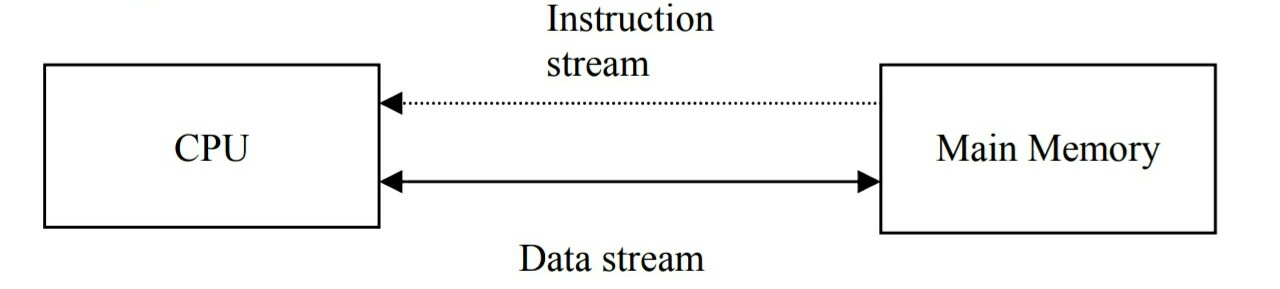 Instruction
stream
CPU
Main Memory
Data stream